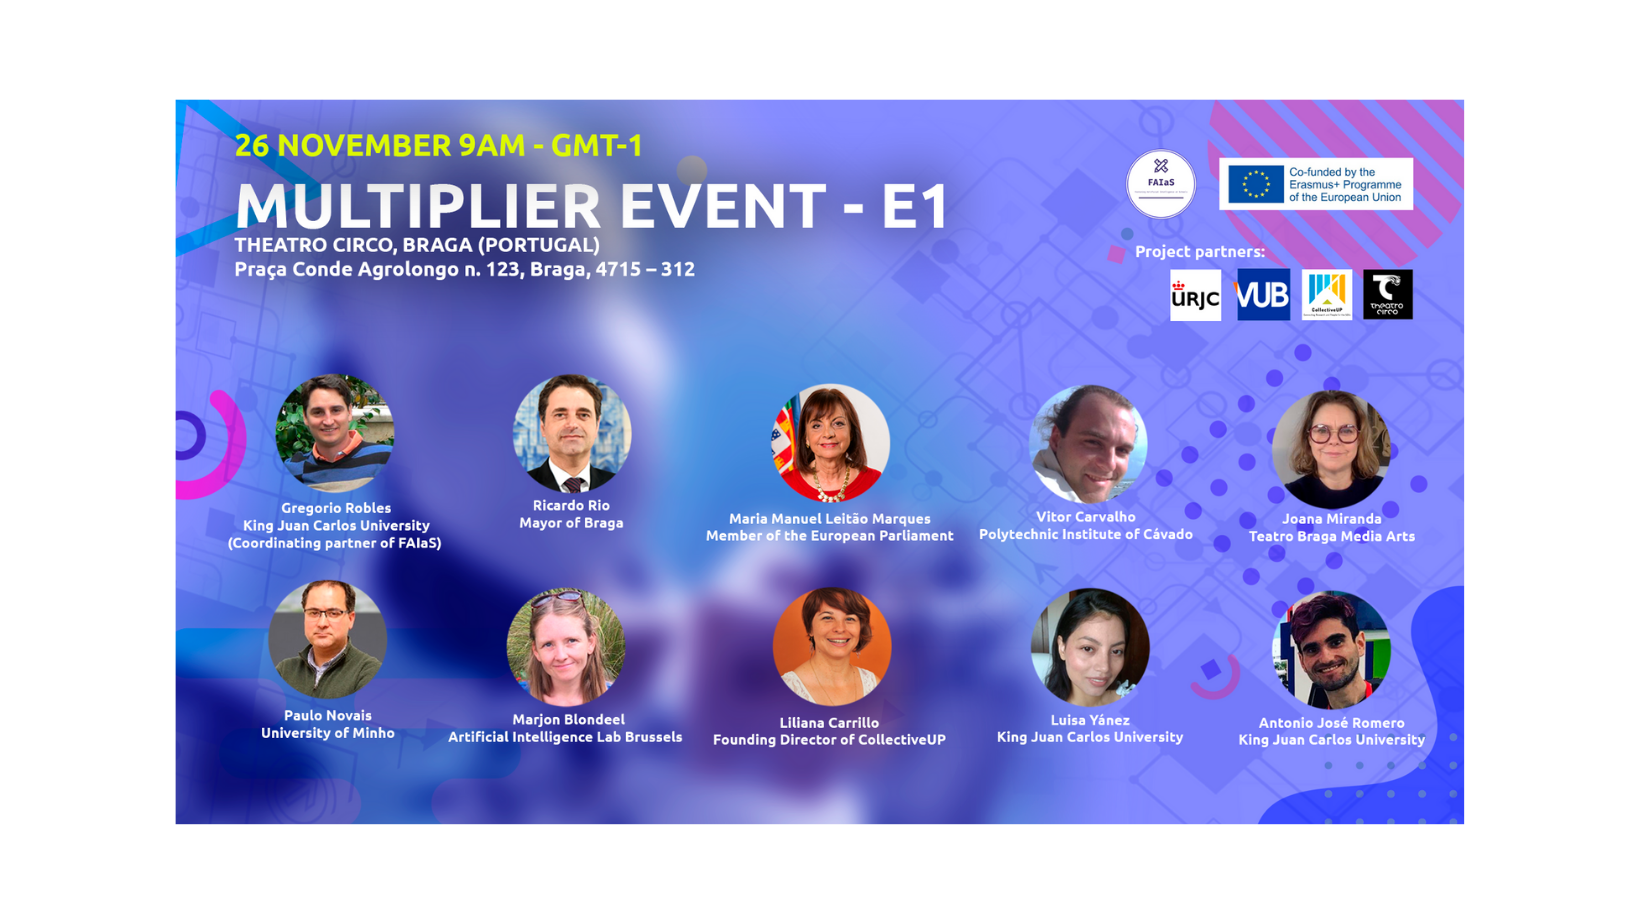 26 NOVEMBER 9AM - GMT-1
MULTIPLIER EVENT - E1
THEATRO CIRCO, BRAGA (PORTUGAL)
Praça Conde Agrolongo n. 123, Braga, 4715 – 312
FAIaS
Co-funded by the
Erasmus+ Programme
of the European Union
Project partners:
URJC
VUB
CollectiveUP
Theatro
circo
Gregorio Robles
King Juan Carlos University
(Coordinating partner of FAIaS)
Ricardo Rio
Mayor of Braga
Maria Manuel Leitão Marques
Member of the European Parliament
Vitor Carvalho
Polytechnic Institute of Cávado
Joana Miranda
Teatro Braga Media Arts
Paulo Novais
University of Minho
Marjon Blondeel
Artificial Intelligence Lab Brussels
Liliana Carrillo
Founding Director of CollectiveUP
Luisa Yánez
King Juan Carlos University
Antonio José Romero
King Juan Carlos University